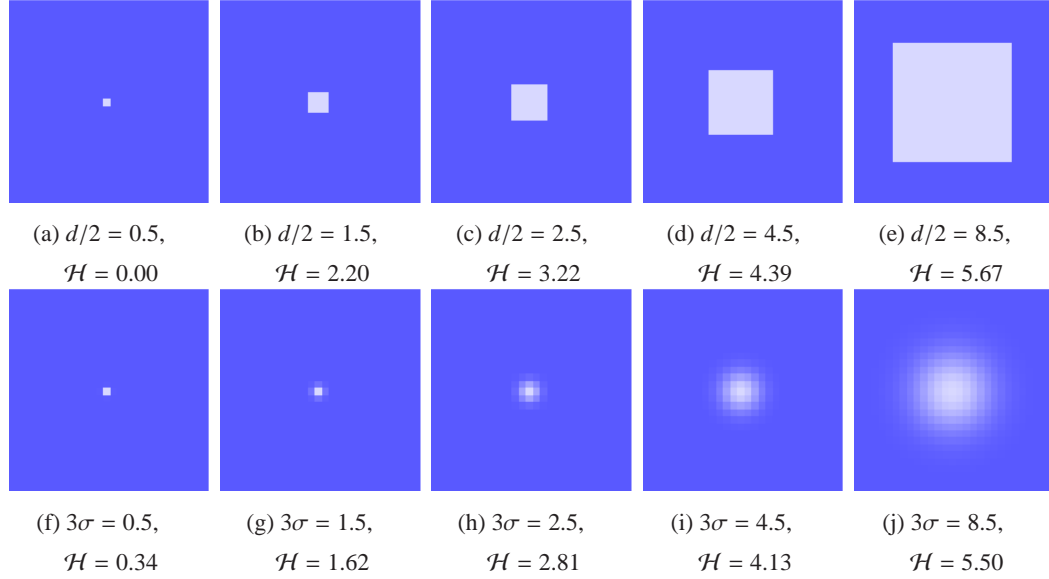 (a) d/2 = 0.5, (b) d/2 = 1.5, (c) d/2 = 2.5, (d) d/2 = 4.5, (e) d/2 = 8.5,
ℋ = 0.00 ℋ = 2.20 ℋ = 3.22 ℋ = 4.39 ℋ = 5.67
(f) 3σ = 0.5, (g) 3σ = 1.5, (h) 3σ = 2.5, (i) 3σ = 4.5, (j) 3σ = 8.5,
ℋ = 0.34 ℋ = 1.62 ℋ = 2.81 ℋ = 4.13 ℋ = 5.50